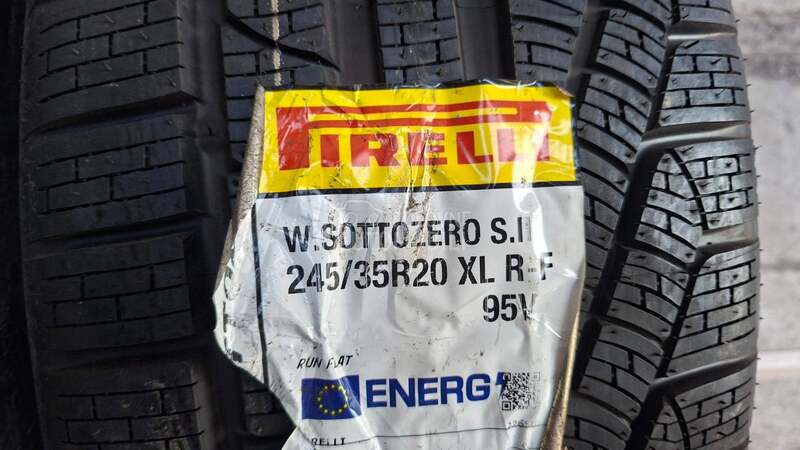 PIRELLI
W.SOTTOZERO S.II
245/35R20 XL R-F
95V
RUN FLAT
ENERG